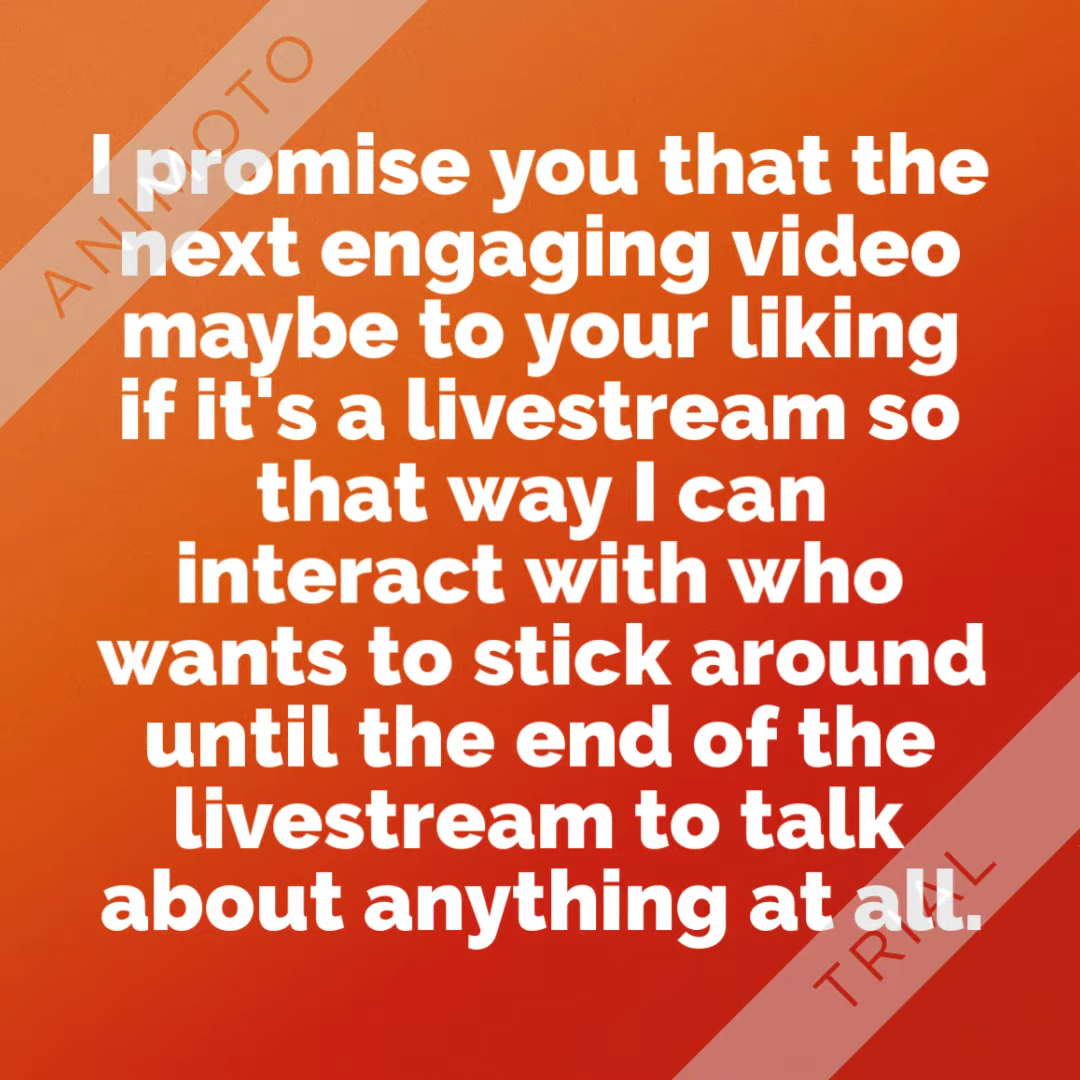 ANIMOTO
I promise you that the
next engaging video
maybe to your liking
if it's a livestream so
that way I can
interact with who
wants to stick around
until the end of the
livestream to talk
about anything at all.
TRIAL